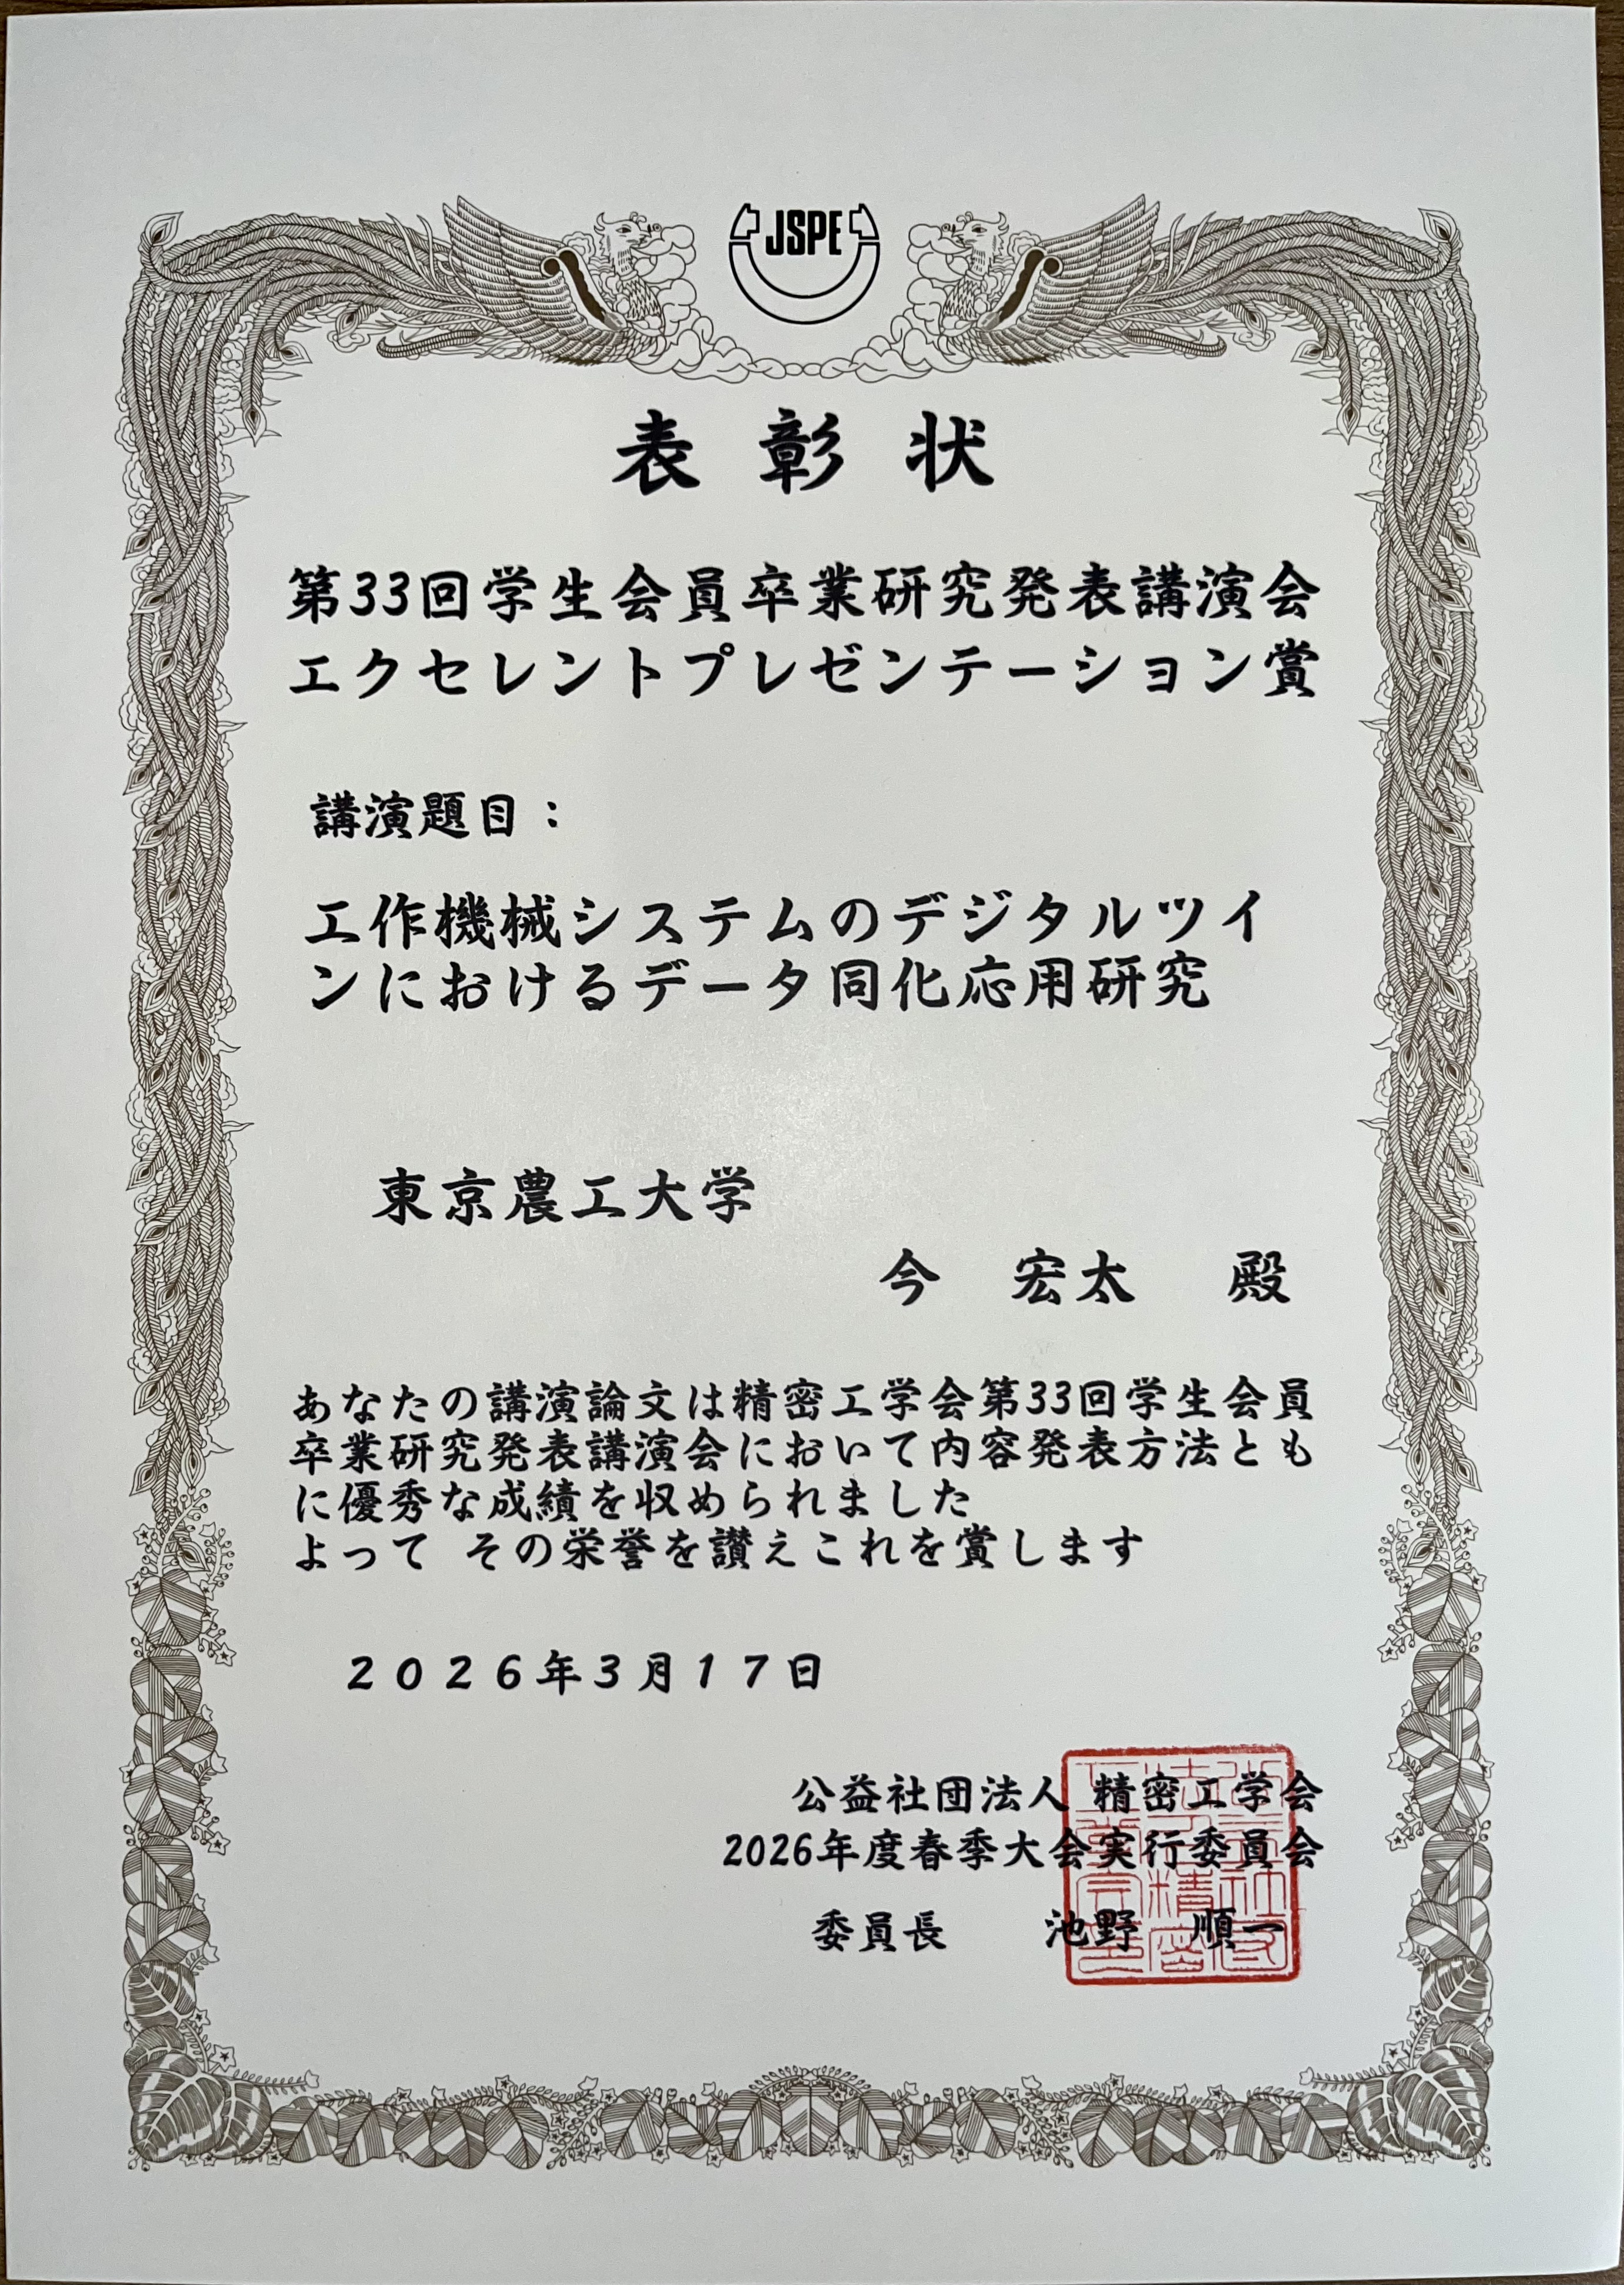 JSPE
表彰状
第33回学生会員卒業研究発表講演会
エクセレントプレゼンテーション賞
講演題目：
工作機械システムのデジタルツイ
ンにおけるデータ同化応用研究
東京農工大学
今 宏太 殿
あなたの講演論文は精密工学会第33回学生会員
卒業研究発表講演会において内容発表方法とも
に優秀な成績を収められました
よって その栄誉を讃えこれを賞します
２０２６年３月１７日
公益社団法人 精密工学会
2026年度春季大会実行委員会
委員長 池野 順一